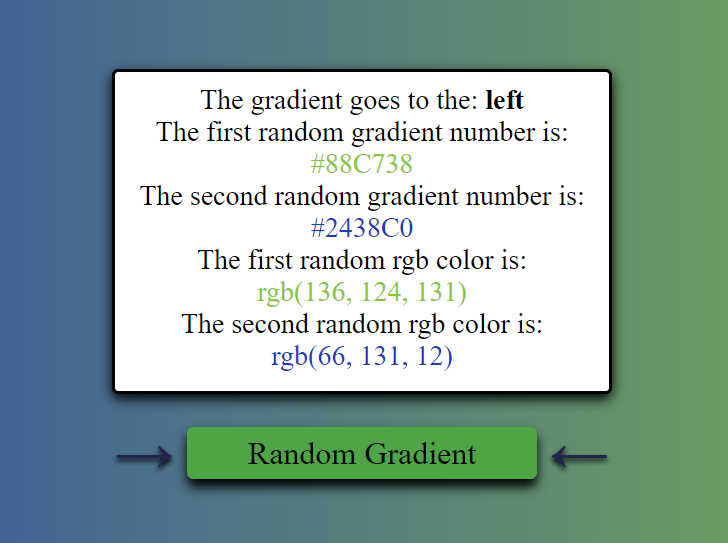 The gradient goes to the: left
The first random gradient number is:
#88C738
The second random gradient number is:
#2438C0
The first random rgb color is:
rgb(136, 124, 131)
The second random rgb color is:
rgb(66, 131, 12)
Random Gradient